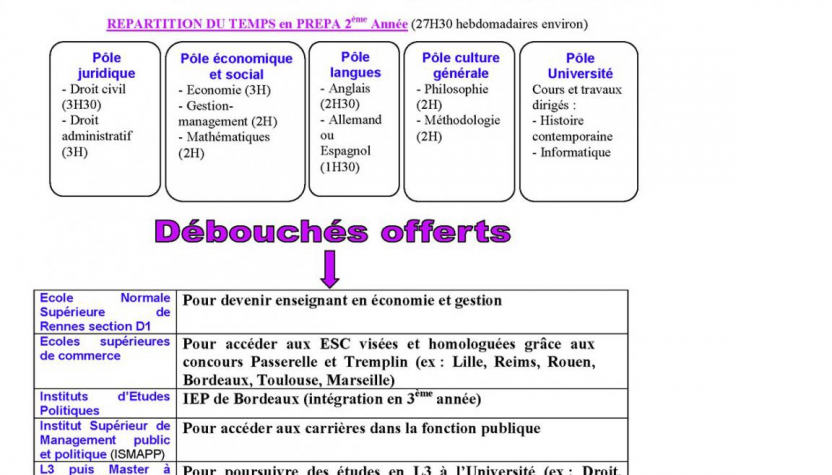 REPARTITION DU TEMPS en PREPA 2ème Année (27H30 hebdomadaires environ)
Pôle juridique
- Droit civil
(3H30)
- Droit
administratif
(3H)
Pôle économique
et social
- Economie (3H)
- Gestion-
management (2H)
- Mathématiques
(2H)
Pôle
langues
- Anglais
(2H30)
- Allemand
ou
Espagnol
(1H30)
Pôle culture
générale
- Philosophie
(2H)
- Méthodologie
(2H)
Pôle
Université
Cours et travaux
dirigés :
- Histoire
contemporaine
- Informatique
Débouchés offerts
Ecole Normale
Supérieure de
Rennes section D1
Pour devenir enseignant en économie et gestion
Ecoles supérieures
de commerce
Pour accéder aux ESC visées et homologuées grâce aux
concours Passerelle et Tremplin (ex : Lille, Reims, Rouen,
Bordeaux, Toulouse, Marseille)
Instituts d'Etudes
Politiques
IEP de Bordeaux (intégration en 3ème année)
Institut Supérieur de
Management public
et politique (ISMAPP)
Pour accéder aux carrières dans la fonction publique
L3 puis Master à
Pour poursuivre des études en L3 à l'Université (ex : Droit,